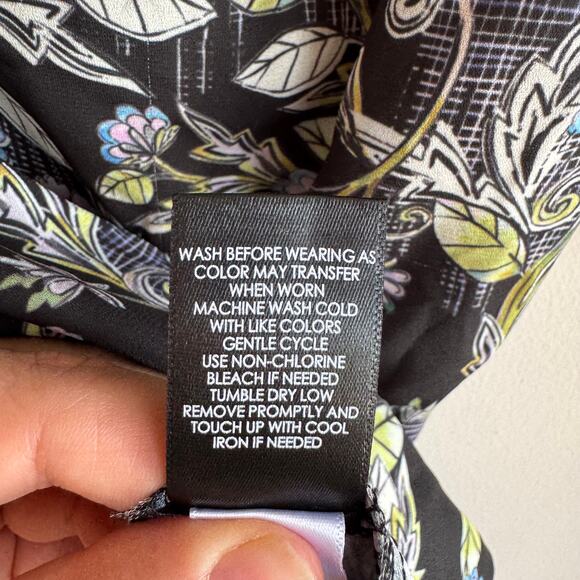 WASH BEFORE WEARING AS
COLOR MAY TRANSFER
WHEN WORN
MACHINE WASH COLD
WITH LIKE COLORS
GENTLE CYCLE
USE NON-CHLORINE
BLEACH IF NEEDED
TUMBLE DRY LOW
REMOVE PROMPTLY AND
TOUCH UP WITH COOL
IRON IF NEEDED